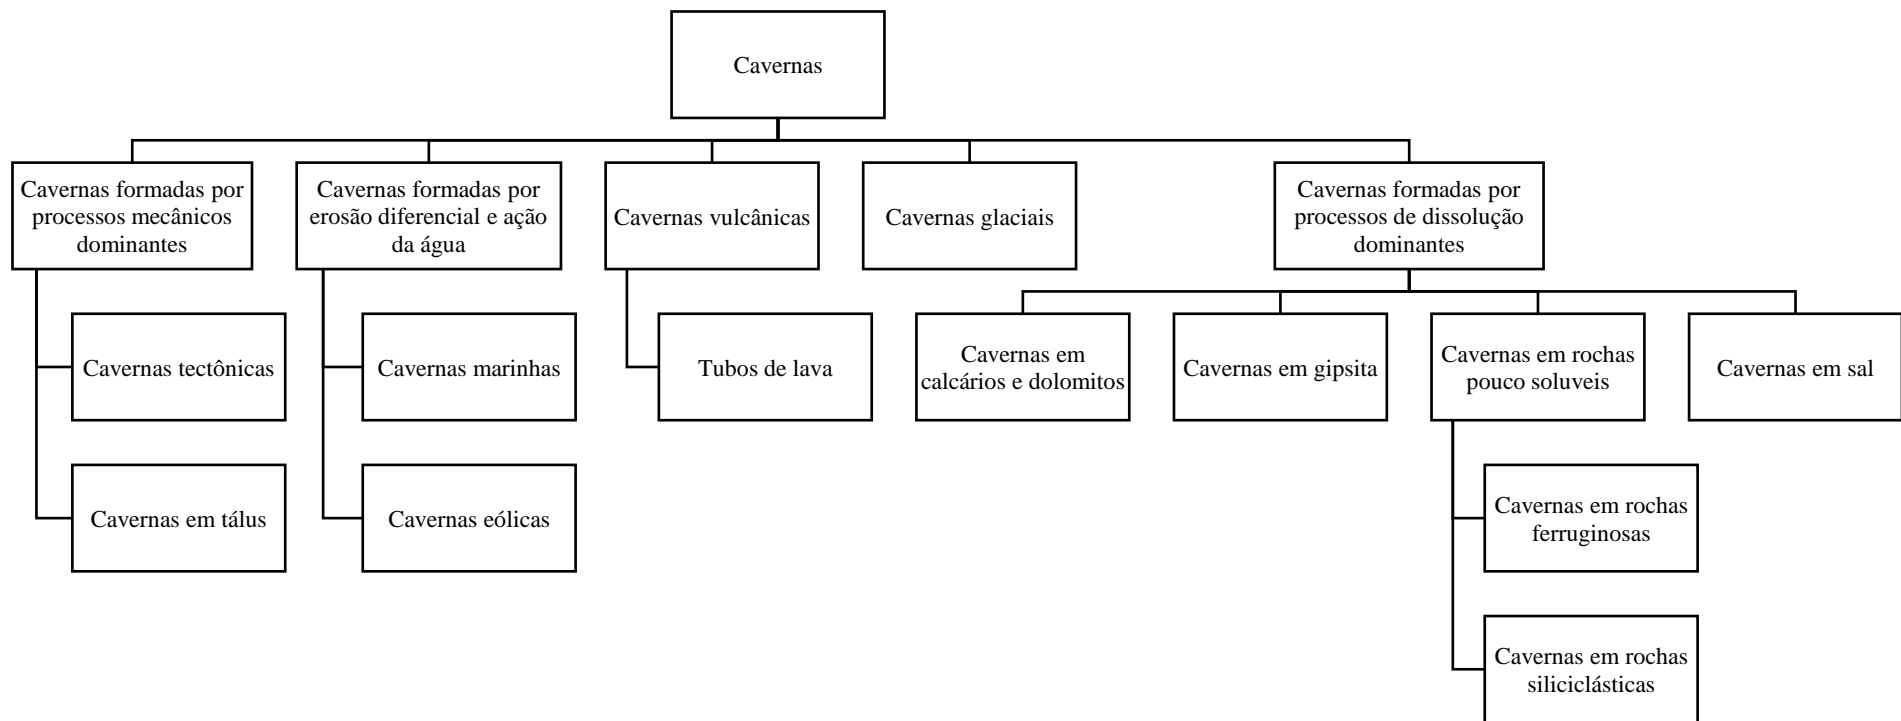 Cavernas
Cavernas formadas por
processos mecânicos
dominantes
Cavernas formadas por
erosão diferencial e ação
da água
Cavernas vulcânicas
Cavernas glaciais
Cavernas formadas por
processos de dissolução
dominantes
Cavernas tectônicas
Cavernas marinhas
Tubos de lava
Cavernas em
calcários e dolomitos
Cavernas em gipsita
Cavernas em rochas
pouco soluveis
Cavernas em sal
Cavernas em tálus
Cavernas eólicas
Cavernas em rochas
ferruginosas
Cavernas em rochas
siliciclásticas